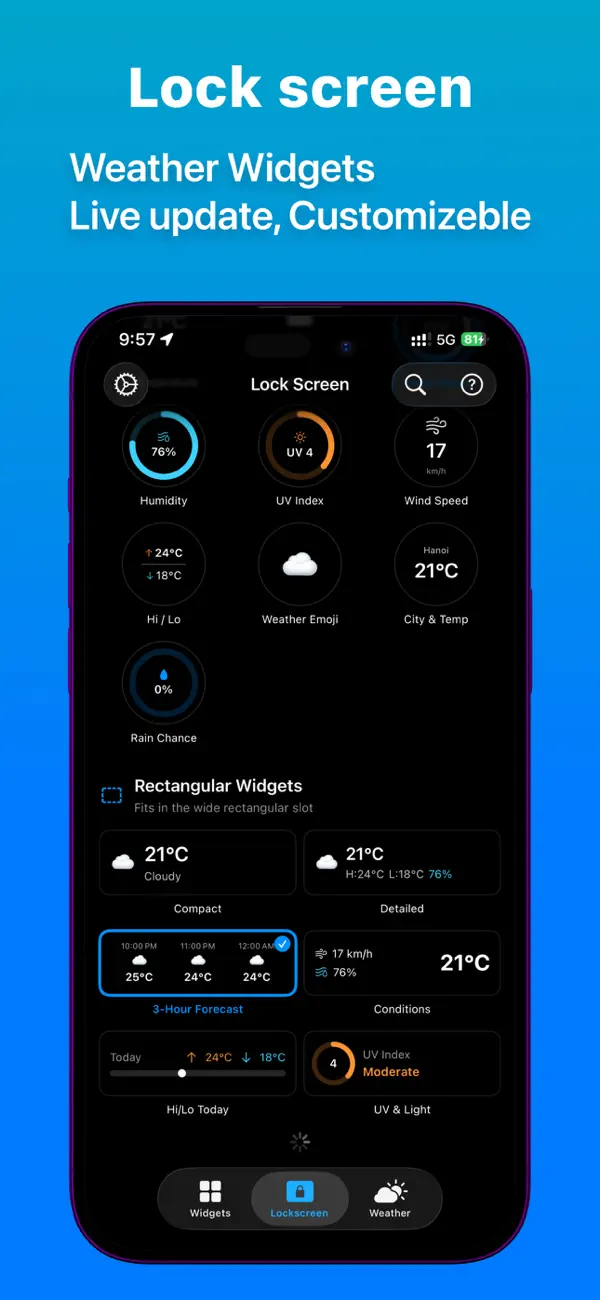 Lock screen
Weather Widgets
Live update, Customizeble
9:57
5G 81
Lock Screen
?
76%
UV 4
17
km/h
Humidity
UV Index
Wind Speed
↑ 24°C
↓ 18°C
Hanoi
21°C
Hi / Lo
Weather Emoji
City & Temp
0%
Rain Chance
Rectangular Widgets
Fits in the wide rectangular slot
21°C
Cloudy
21°C
H:24°C L:18°C 76%
Compact
Detailed
10:00 PM 11:00 PM 12:00 AM
25°C 24°C 24°C
17 km/h
76%
21°C
3-Hour Forecast
Conditions
Today ↑ 24°C ↓ 18°C
4
UV Index
Moderate
Hi/Lo Today
UV & Light
Widgets
Lockscreen
Weather